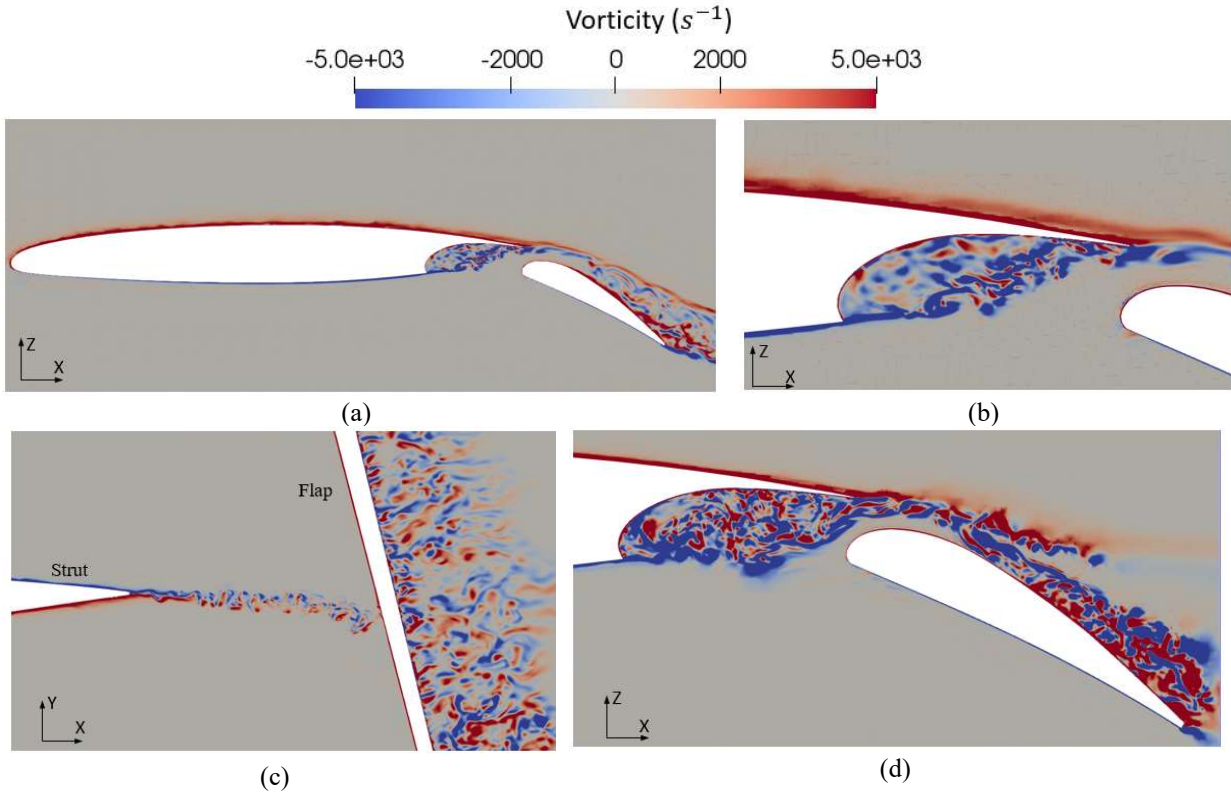 Vorticity (s⁻¹)
-5.0e+03 -2000 0 2000 5.0e+03
Z
X
(a)
Z
X
(b)
Strut
Flap
Y
X
(c)
Z
X
(d)